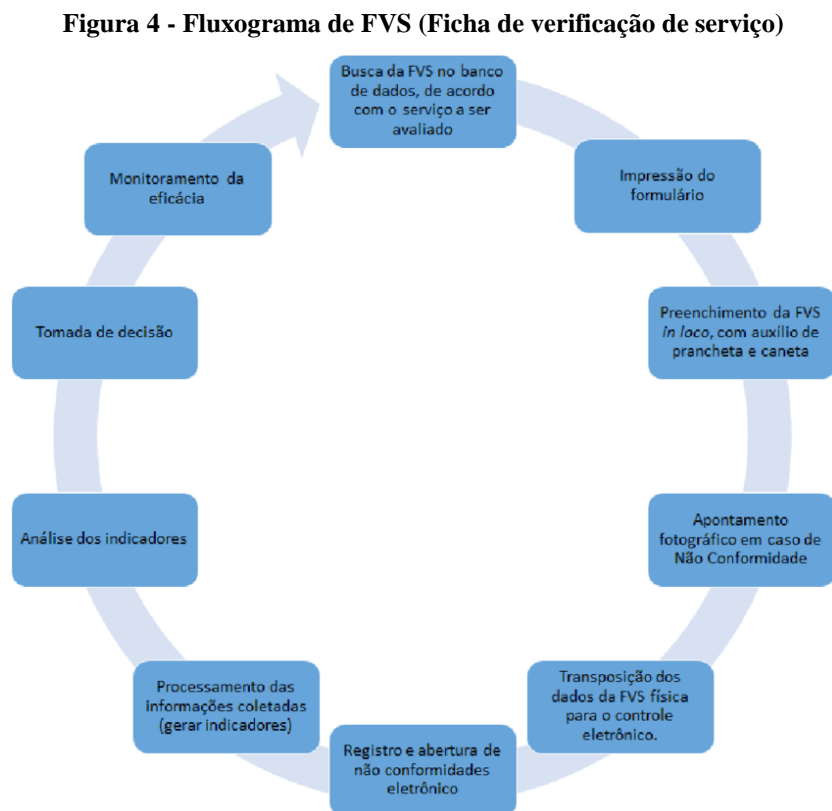 Figura 4 - Fluxograma de FVS (Ficha de verificação de serviço)
Busca da FVS no banco
de dados, de acordo
com o serviço a ser
avaliado
Impressão do
formulário
Preenchimento da FVS
in loco, com auxílio de
prancheta e caneta
Apontamento
fotográfico em caso de
Não Conformidade
Transposição dos
dados da FVS física
para o controle
eletrônico.
Registro e abertura de
não conformidades
eletrônico
Processamento das
informações coletadas
(gerar indicadores)
Análise dos indicadores
Tomada de decisão
Monitoramento da
eficácia